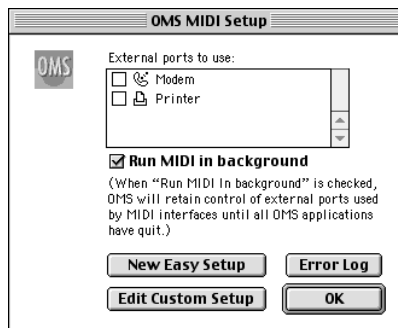 OMS MIDI Setup
OMS
External ports to use:
Modem
Printer
Run MIDI in background
(When “Run MIDI In background” is checked,
OMS will retain control of external ports used
by MIDI interfaces until all OMS applications
have quit.)
New Easy Setup
Error Log
Edit Custom Setup
OK